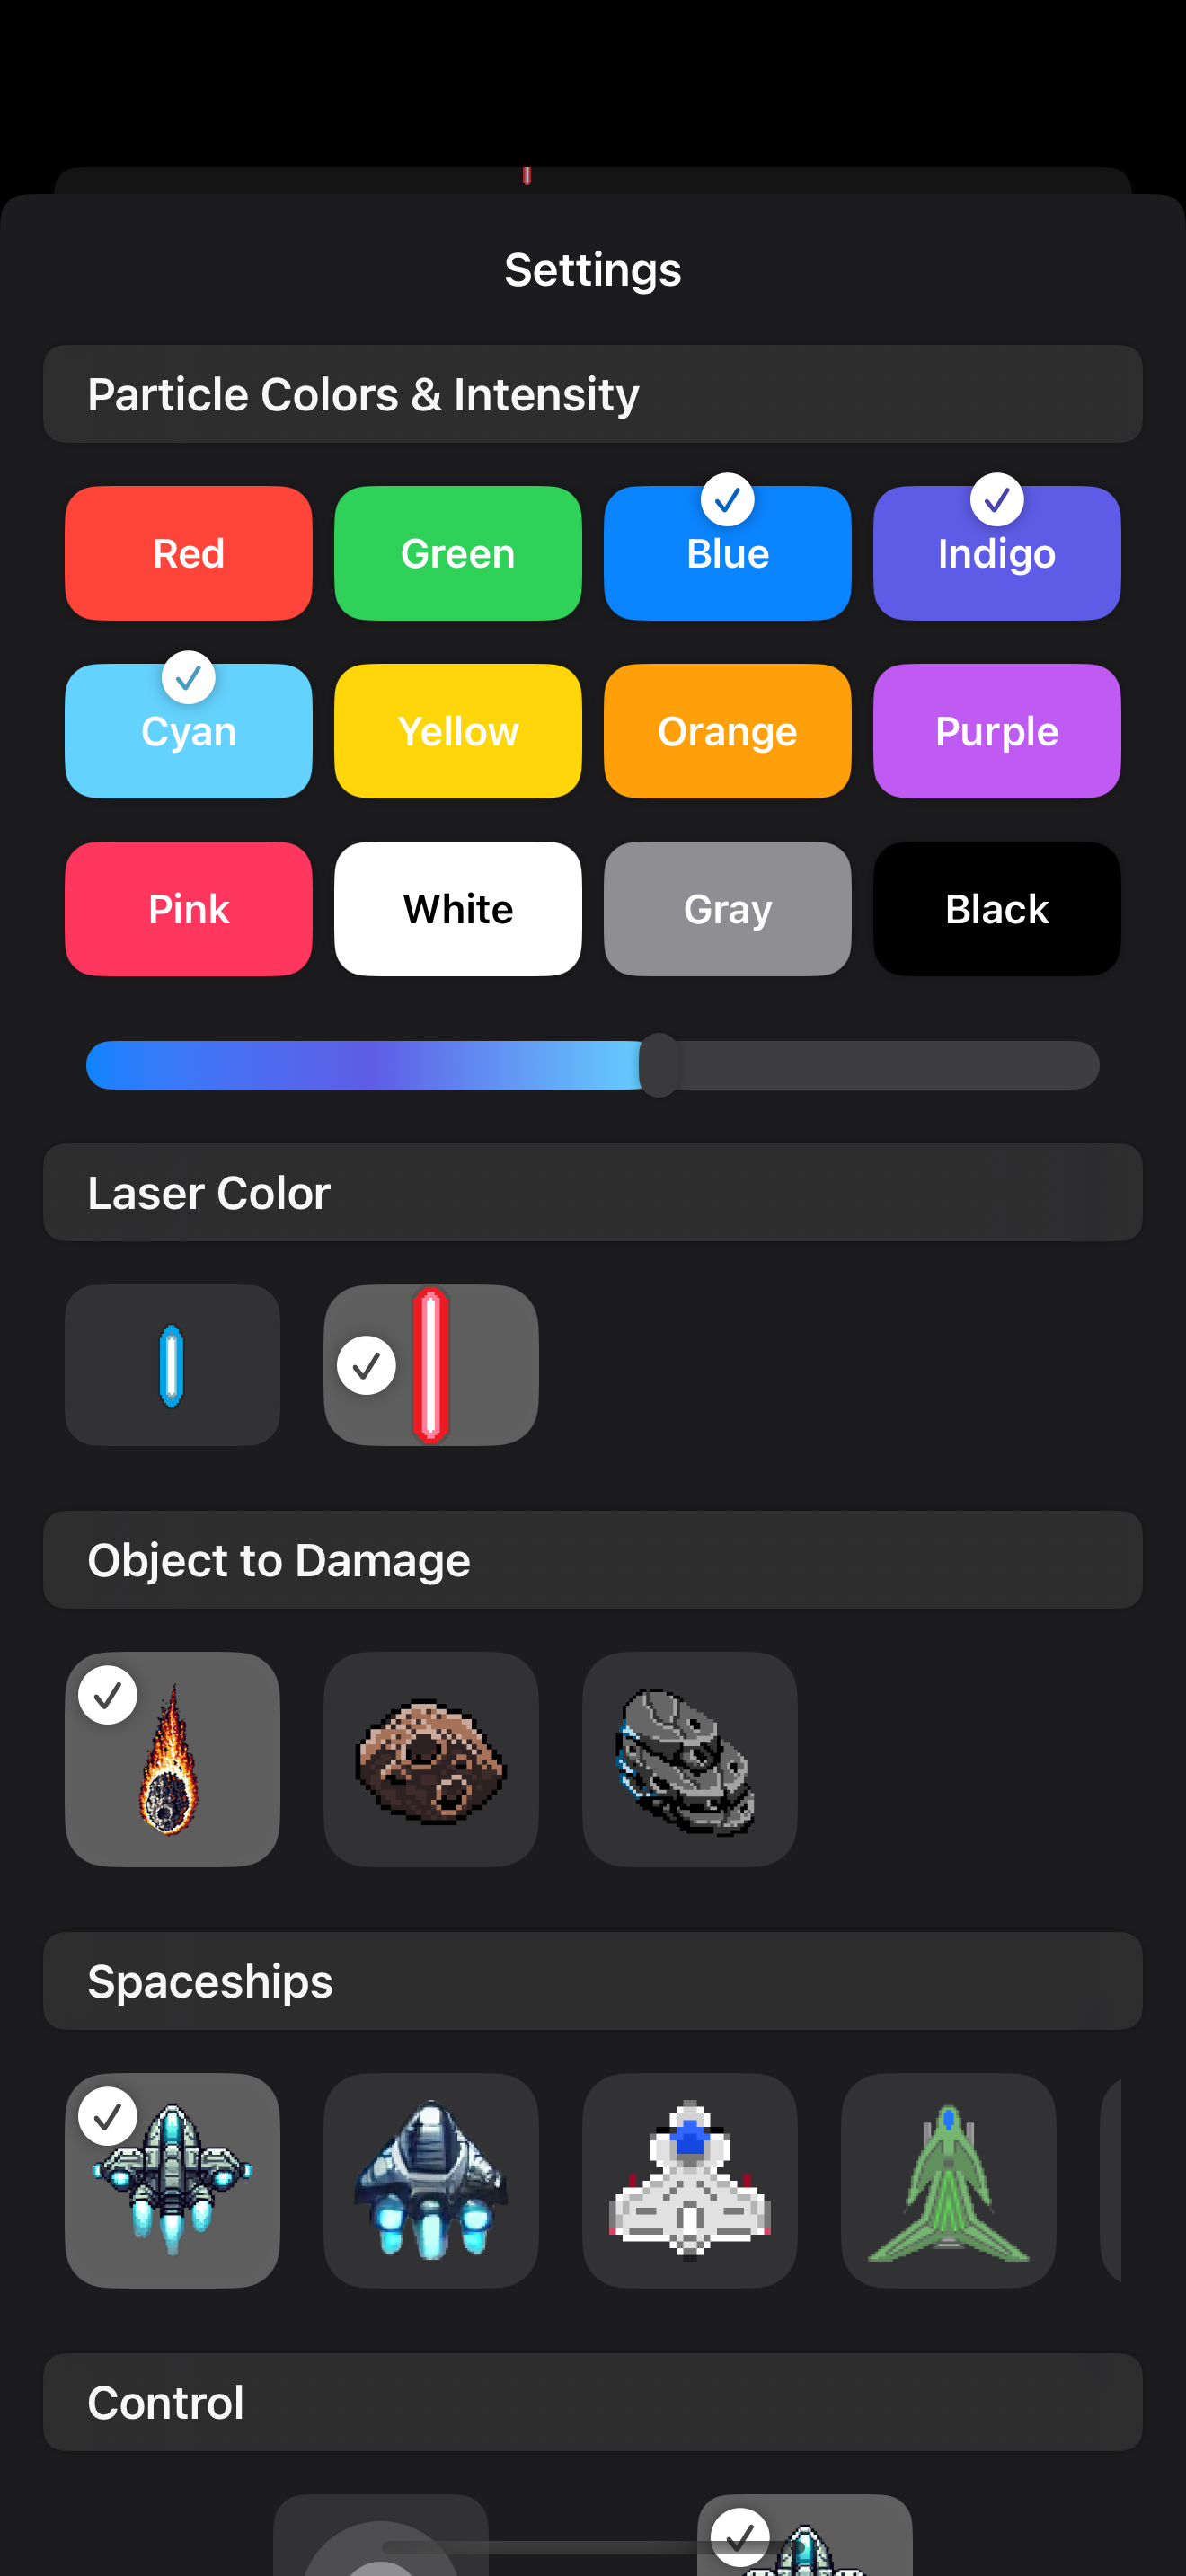 Settings
Particle Colors & Intensity
Red
Green
Blue
Indigo
Cyan
Yellow
Orange
Purple
Pink
White
Gray
Black
Laser Color
Object to Damage
Spaceships
Control